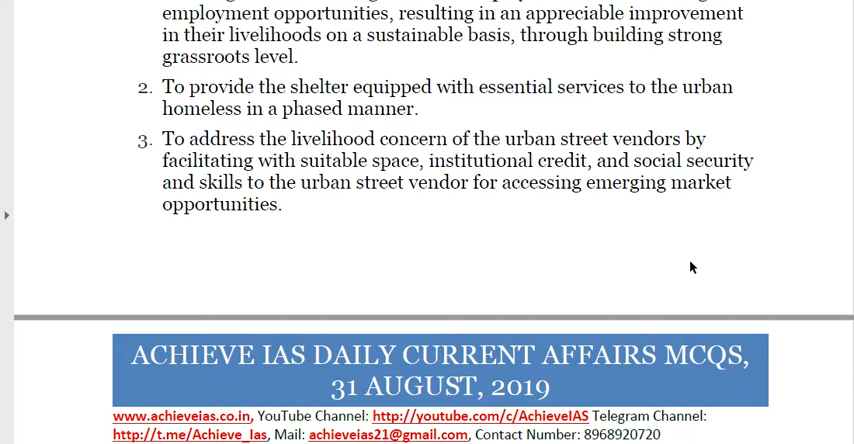 employment opportunities, resulting in an appreciable improvement
in their livelihoods on a sustainable basis, through building strong
grassroots level.
2. To provide the shelter equipped with essential services to the urban
homeless in a phased manner.
3. To address the livelihood concern of the urban street vendors by
facilitating with suitable space, institutional credit, and social security
and skills to the urban street vendor for accessing emerging market
opportunities.
ACHIEVE IAS DAILY CURRENT AFFAIRS MCQS,
31 AUGUST, 2019
www.achieveias.co.in, YouTube Channel: http://youtube.com/c/AchieveIAS Telegram Channel:
http://t.me/Achieve_Ias, Mail: achieveias21@gmail.com, Contact Number: 8968920720